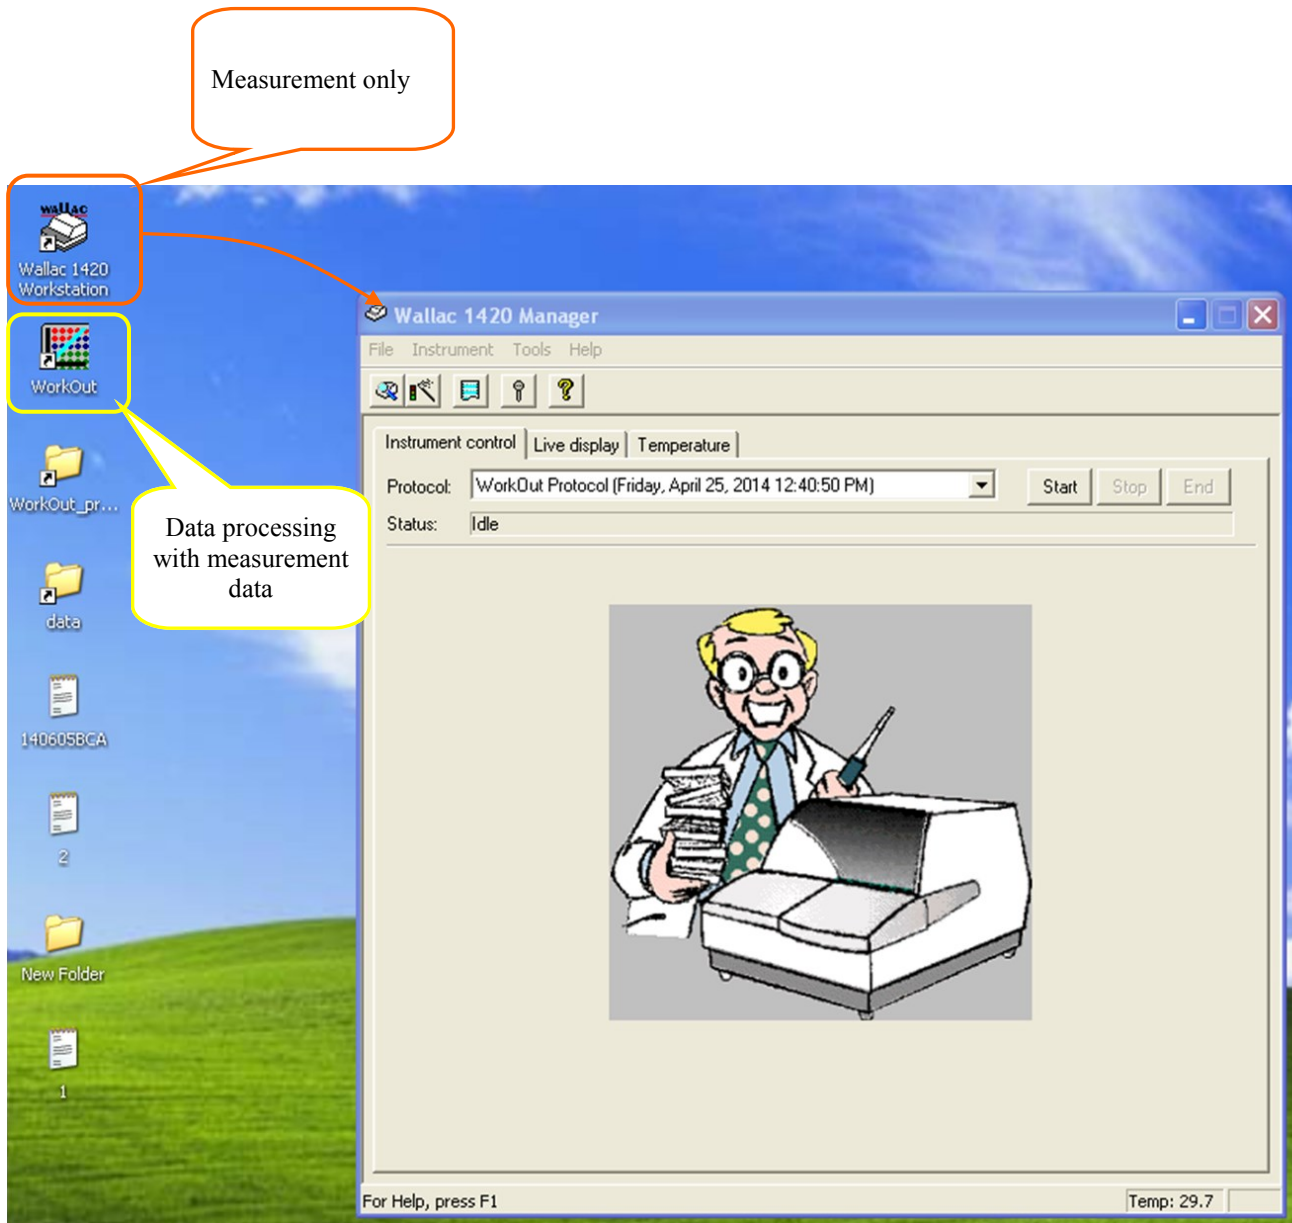 Measurement only
wallac
Wallac 1420
Workstation
WorkOut
WorkOut_pr...
data
140605BCA
2
New Folder
1
Data processing
with measurement
data
Wallac 1420 Manager
File Instrument Tools Help
Instrument control Live display Temperature
Protocol: WorkOut Protocol (Friday, April 25, 2014 12:40:50 PM) Start Stop End
Status: Idle
For Help, press F1 Temp: 29.7